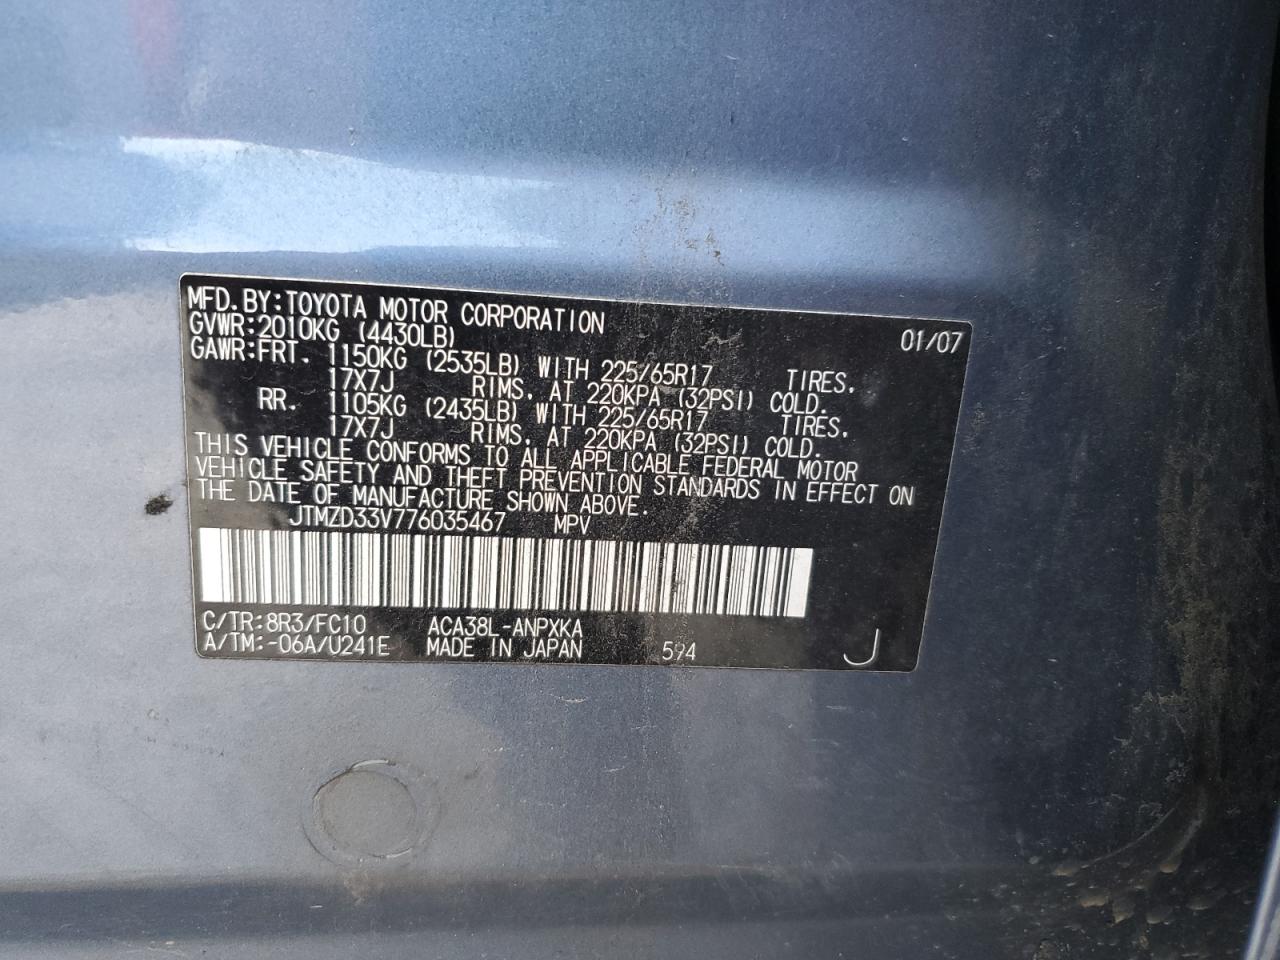 MFD. BY: TOYOTA MOTOR CORPORATION 01/07
GVWR: 2010KG (4430LB)
GAWR: FRT. 1150KG (2535LB) WITH 225/65R17 TIRES,
17X7J RIMS, AT 220KPA (32PSI) COLD.
RR. 1105KG (2435LB) WITH 225/65R17 TIRES,
17X7J RIMS, AT 220KPA (32PSI) COLD.
THIS VEHICLE CONFORMS TO ALL APPLICABLE FEDERAL MOTOR
VEHICLE SAFETY AND THEFT PREVENTION STANDARDS IN EFFECT ON
THE DATE OF MANUFACTURE SHOWN ABOVE.
JTMZD33V776035467 MPV
C/TR: 8R3/FC10 ACA38L-ANPXKA
A/TM: -06A/U241E MADE IN JAPAN 594 J